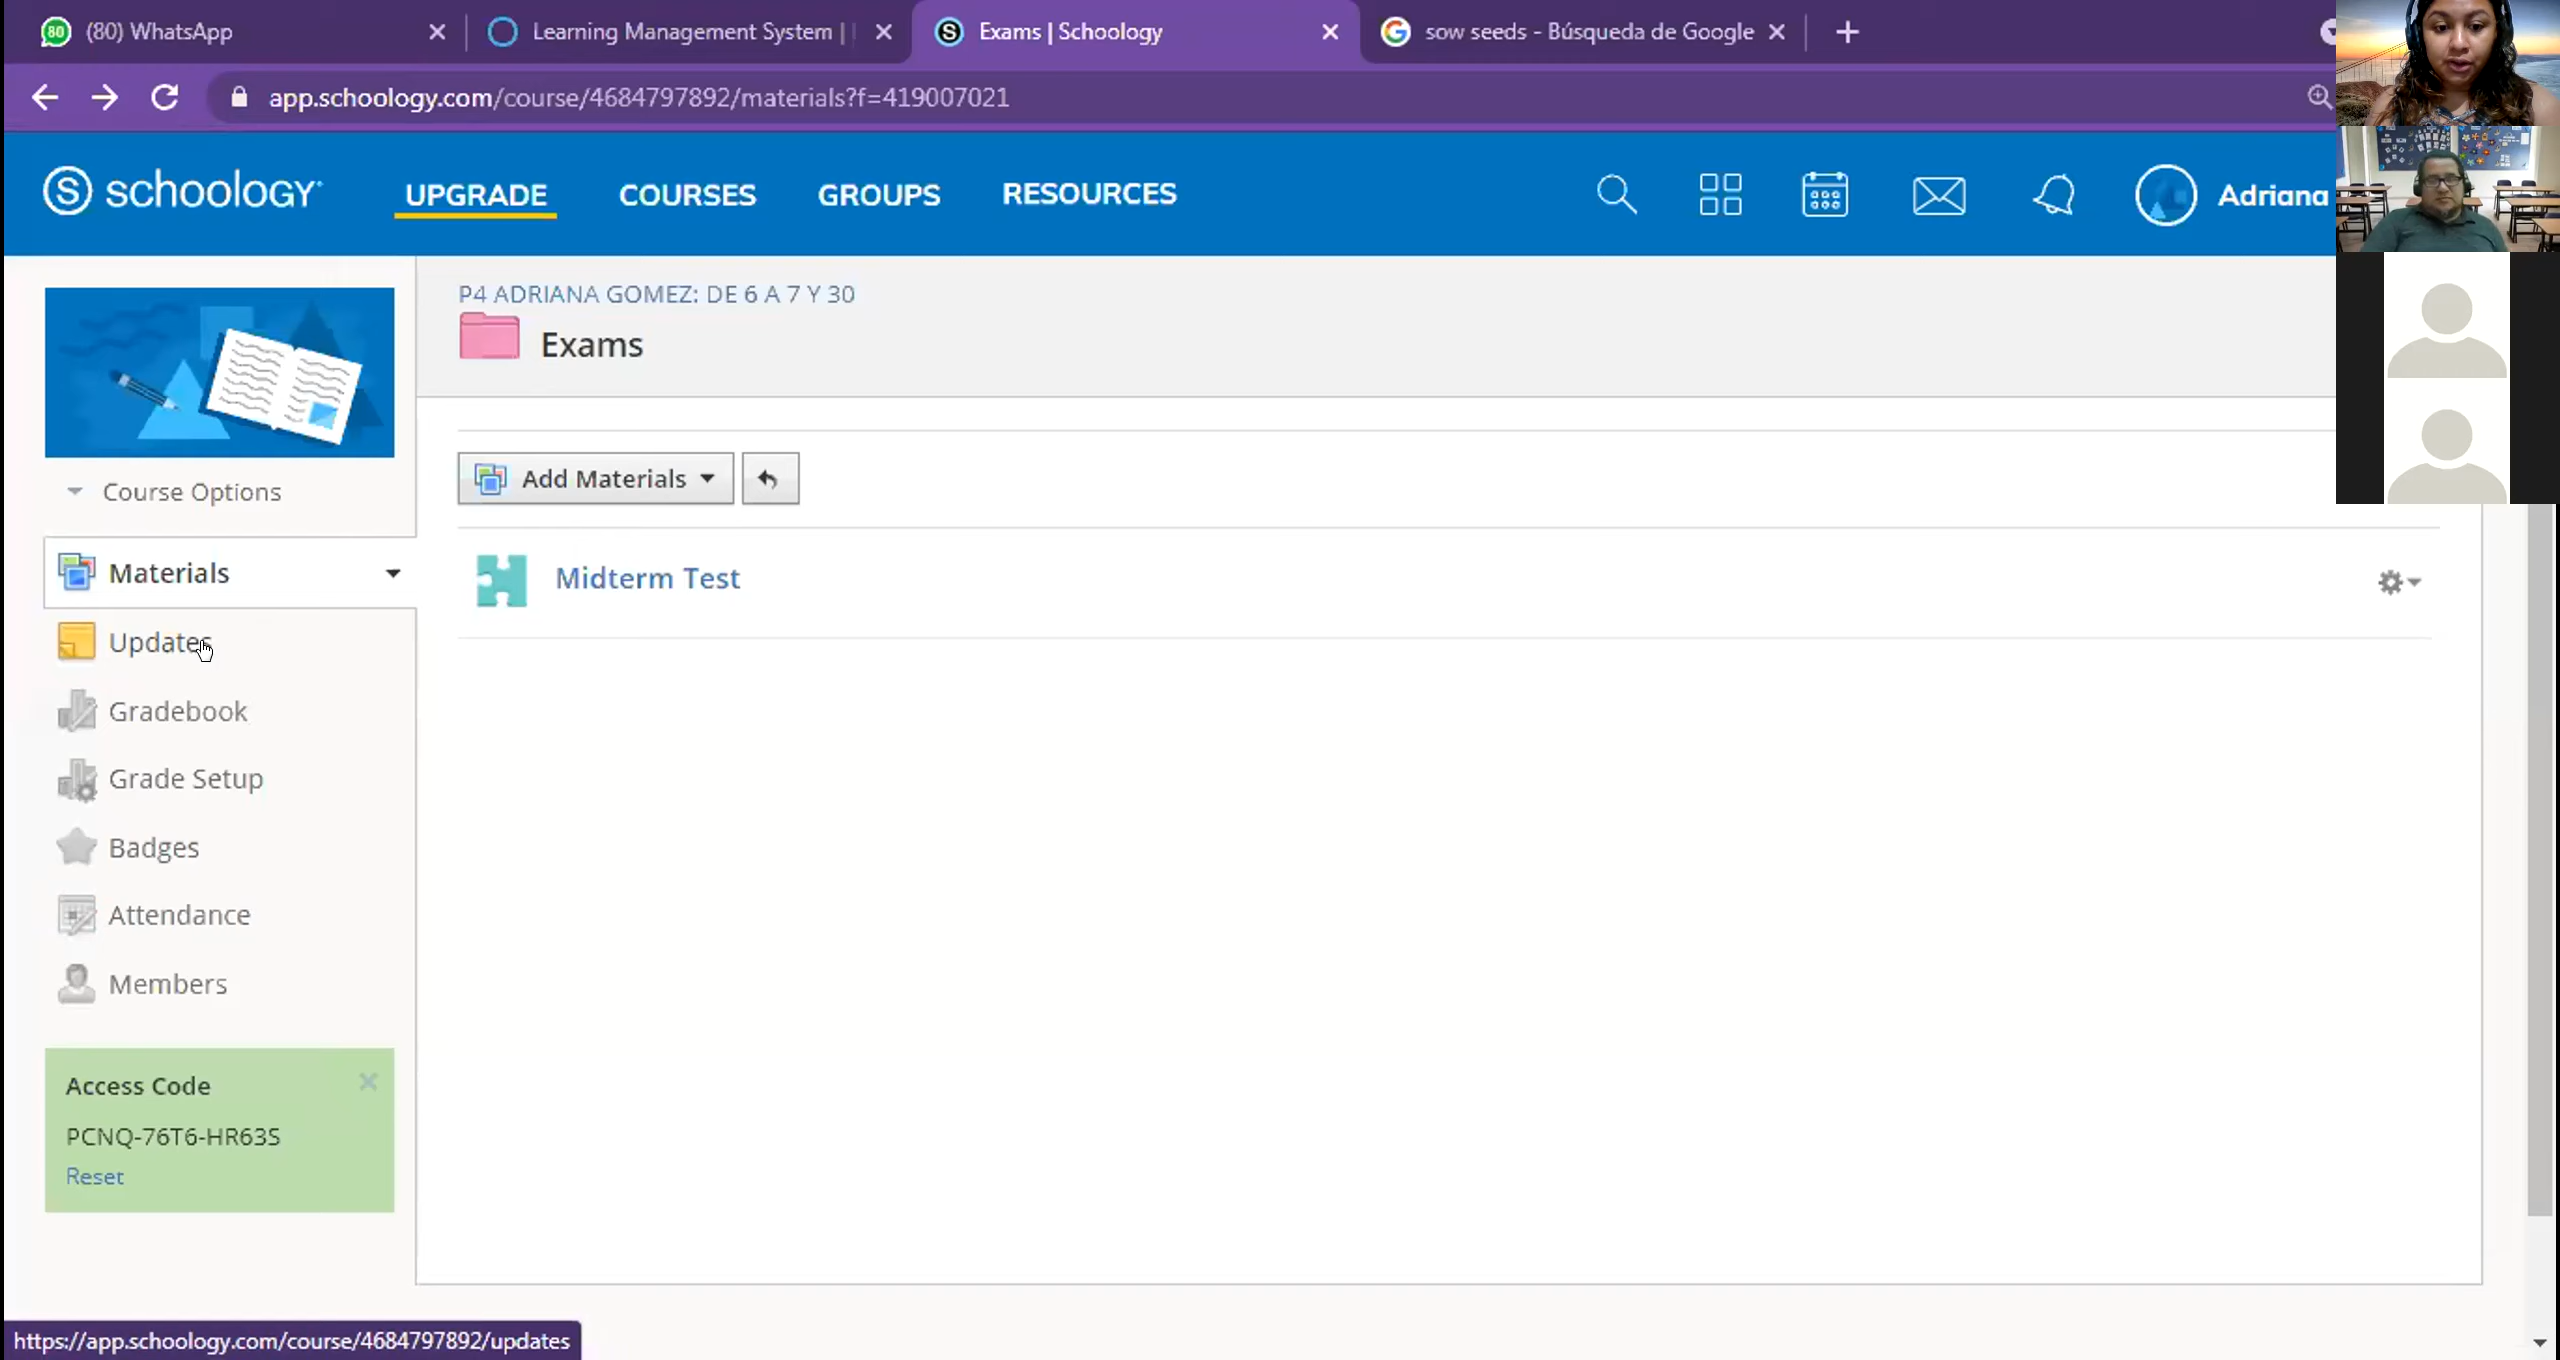 (80) WhatsApp
Learning Management System |
Exams | Schoology
sow seeds - Búsqueda de Google
app.schoology.com/course/4684797892/materials?f=419007021
schoology
UPGRADE
COURSES
GROUPS
RESOURCES
Adriana
P4 ADRIANA GOMEZ: DE 6 A 7 Y 30
Exams
Course Options
Add Materials
Materials
Midterm Test
Updates
Gradebook
Grade Setup
Badges
Attendance
Members
Access Code
PCNQ-76T6-HR63S
Reset
https://app.schoology.com/course/4684797892/updates